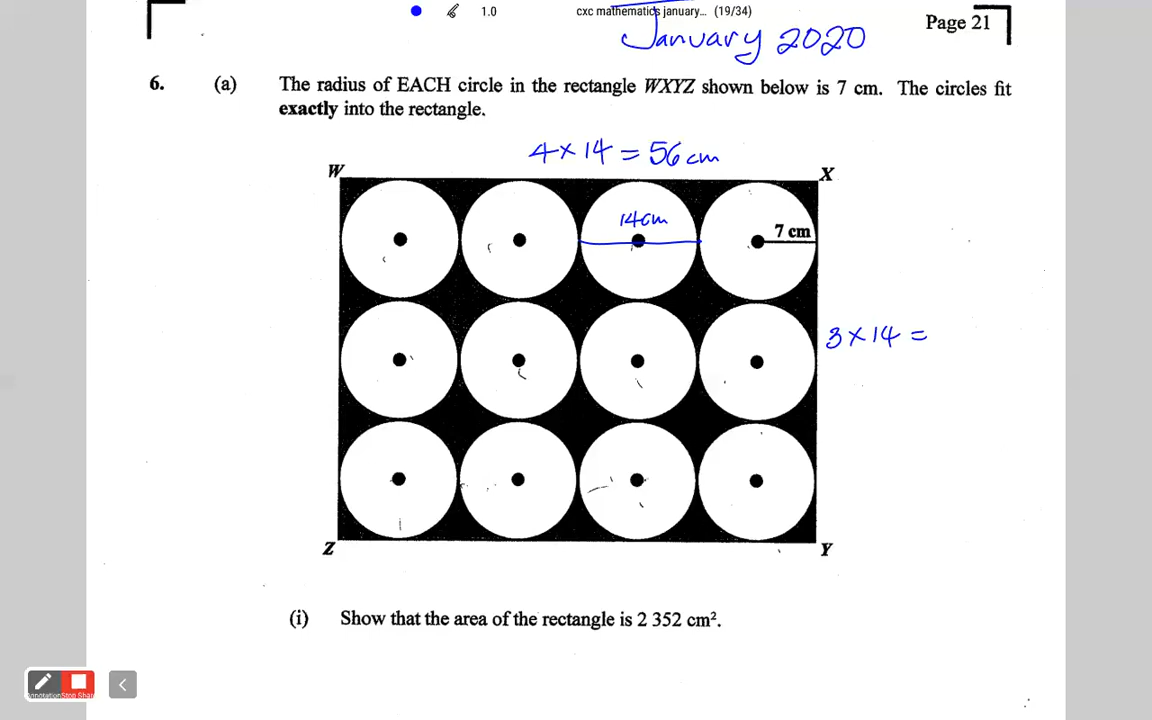 1.0
cxc mathematics january... (19/34)
January 2020
Page 21
6. (a) The radius of EACH circle in the rectangle WXYZ shown below is 7 cm. The circles fit
exactly into the rectangle.
4 × 14 = 56 cm
W
X
14cm
7 cm
3 × 14 =
Z
Y
(i) Show that the area of the rectangle is 2 352 cm².